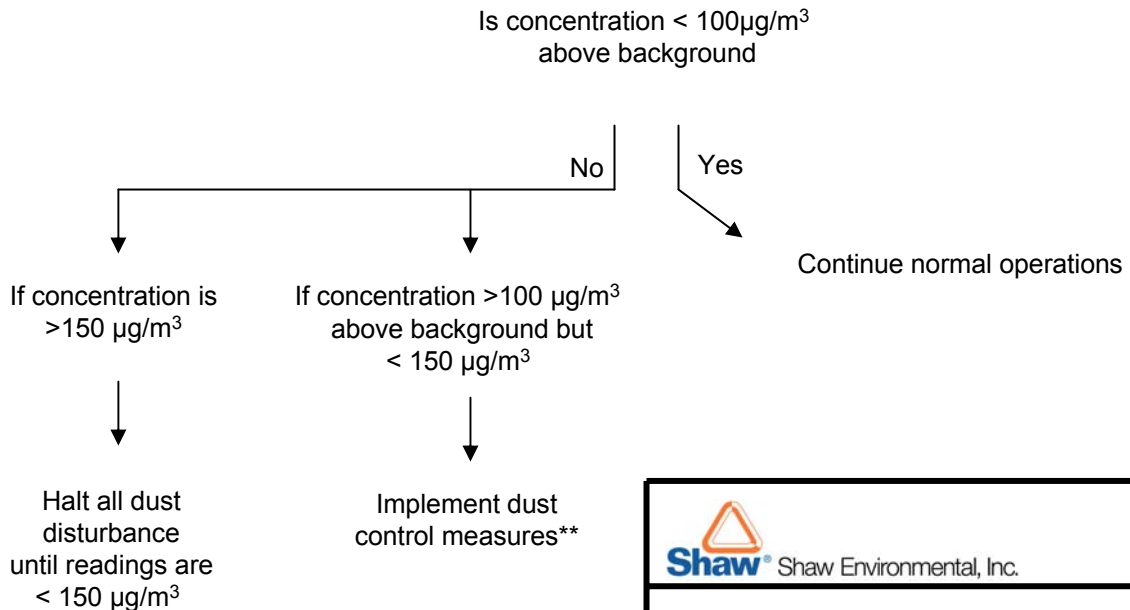 Is concentration < 100µg/m³
above background
No
Yes
Continue normal operations
If concentration is
>150 µg/m³
If concentration >100 µg/m³
above background but
< 150 µg/m³
Halt all dust
disturbance
until readings are
< 150 µg/m³
Implement dust
control measures**
Shaw® Shaw Environmental, Inc.